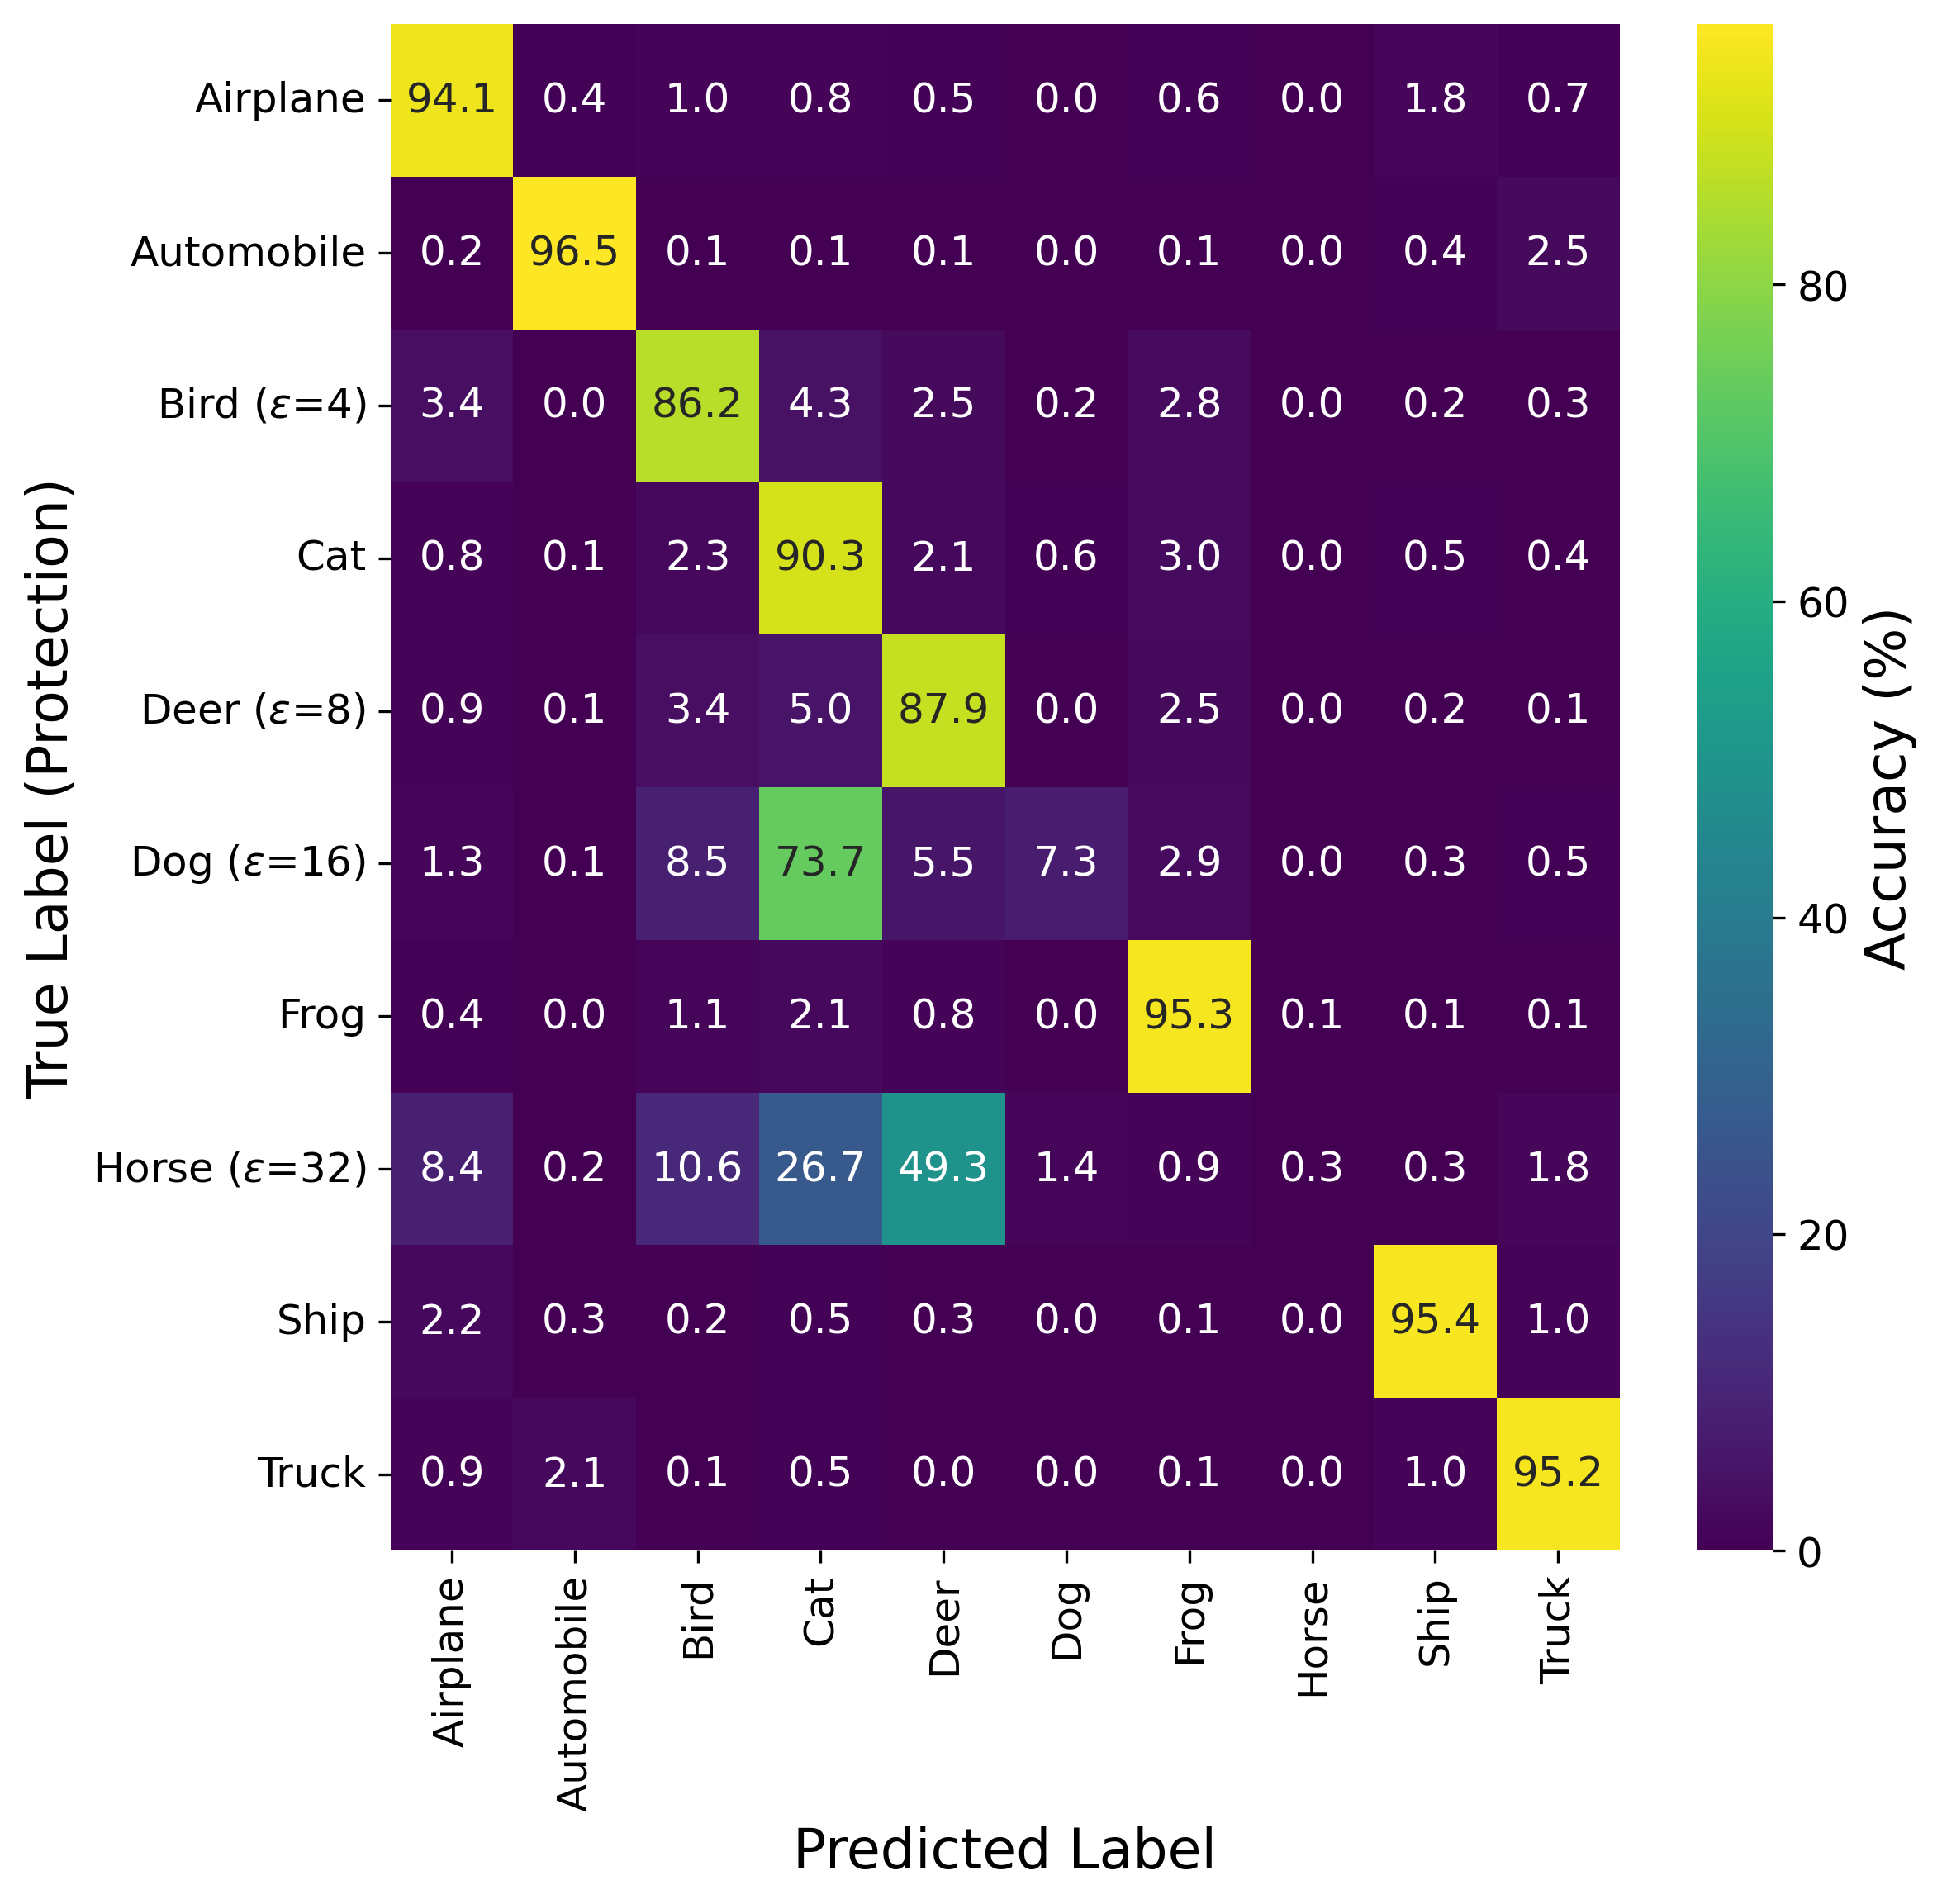 Airplane 94.1 0.4 1.0 0.8 0.5 0.0 0.6 0.0 1.8 0.7
Automobile 0.2 96.5 0.1 0.1 0.1 0.0 0.1 0.0 0.4 2.5
Bird (ε=4) 3.4 0.0 86.2 4.3 2.5 0.2 2.8 0.0 0.2 0.3
Cat 0.8 0.1 2.3 90.3 2.1 0.6 3.0 0.0 0.5 0.4
Deer (ε=8) 0.9 0.1 3.4 5.0 87.9 0.0 2.5 0.0 0.2 0.1
Dog (ε=16) 1.3 0.1 8.5 73.7 5.5 7.3 2.9 0.0 0.3 0.5
Frog 0.4 0.0 1.1 2.1 0.8 0.0 95.3 0.1 0.1 0.1
Horse (ε=32) 8.4 0.2 10.6 26.7 49.3 1.4 0.9 0.3 0.3 1.8
Ship 2.2 0.3 0.2 0.5 0.3 0.0 0.1 0.0 95.4 1.0
Truck 0.9 2.1 0.1 0.5 0.0 0.0 0.1 0.0 1.0 95.2
Airplane Automobile Bird Cat Deer Dog Frog Horse Ship Truck
Predicted Label
True Label (Protection)
80
60
40
20
0
Accuracy (%)